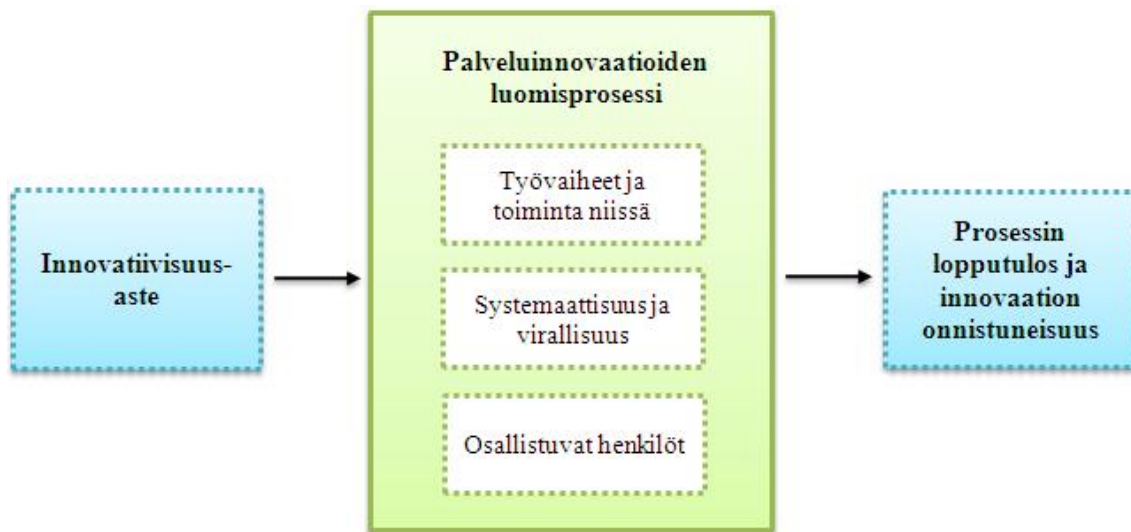 Palveluinnovaatioiden
luomisprosessi
Työvaiheet ja
toiminta niissä
Innovatiivisuus-
aste
Systemaattisuus ja
virallisuus
Osallistuvat henkilöt
Prosessin
lopputulos ja
innovaation
onnistuneisuus